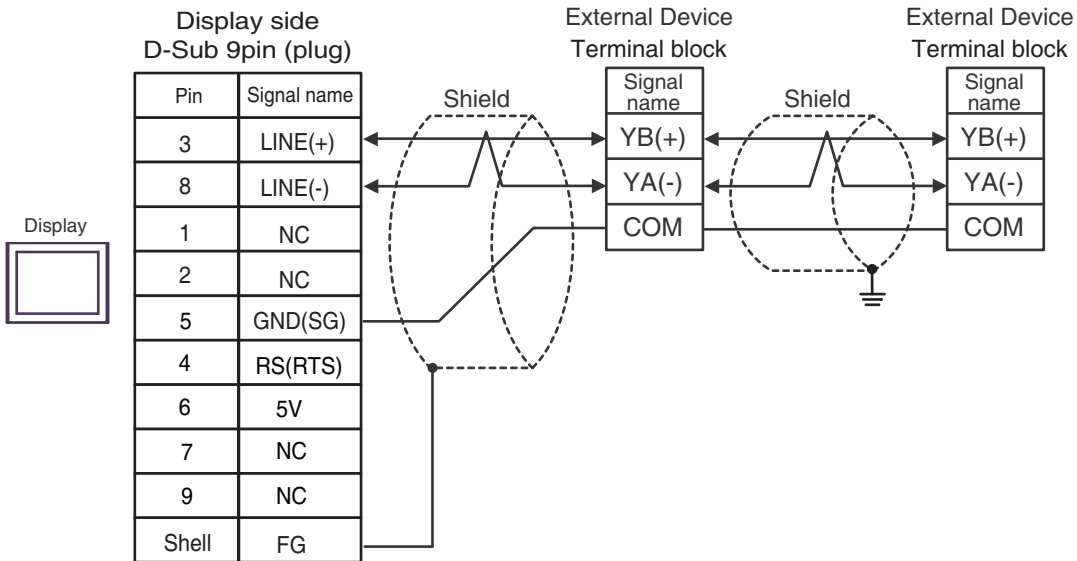 Display side
D-Sub 9pin (plug)
External Device
Terminal block
External Device
Terminal block
Display
Pin Signal name
3 LINE(+)
8 LINE(-)
1 NC
2 NC
5 GND(SG)
4 RS(RTS)
6 5V
7 NC
9 NC
Shell FG
Shield
Signal
name
YB(+)
YA(-)
COM
Shield
Signal
name
YB(+)
YA(-)
COM